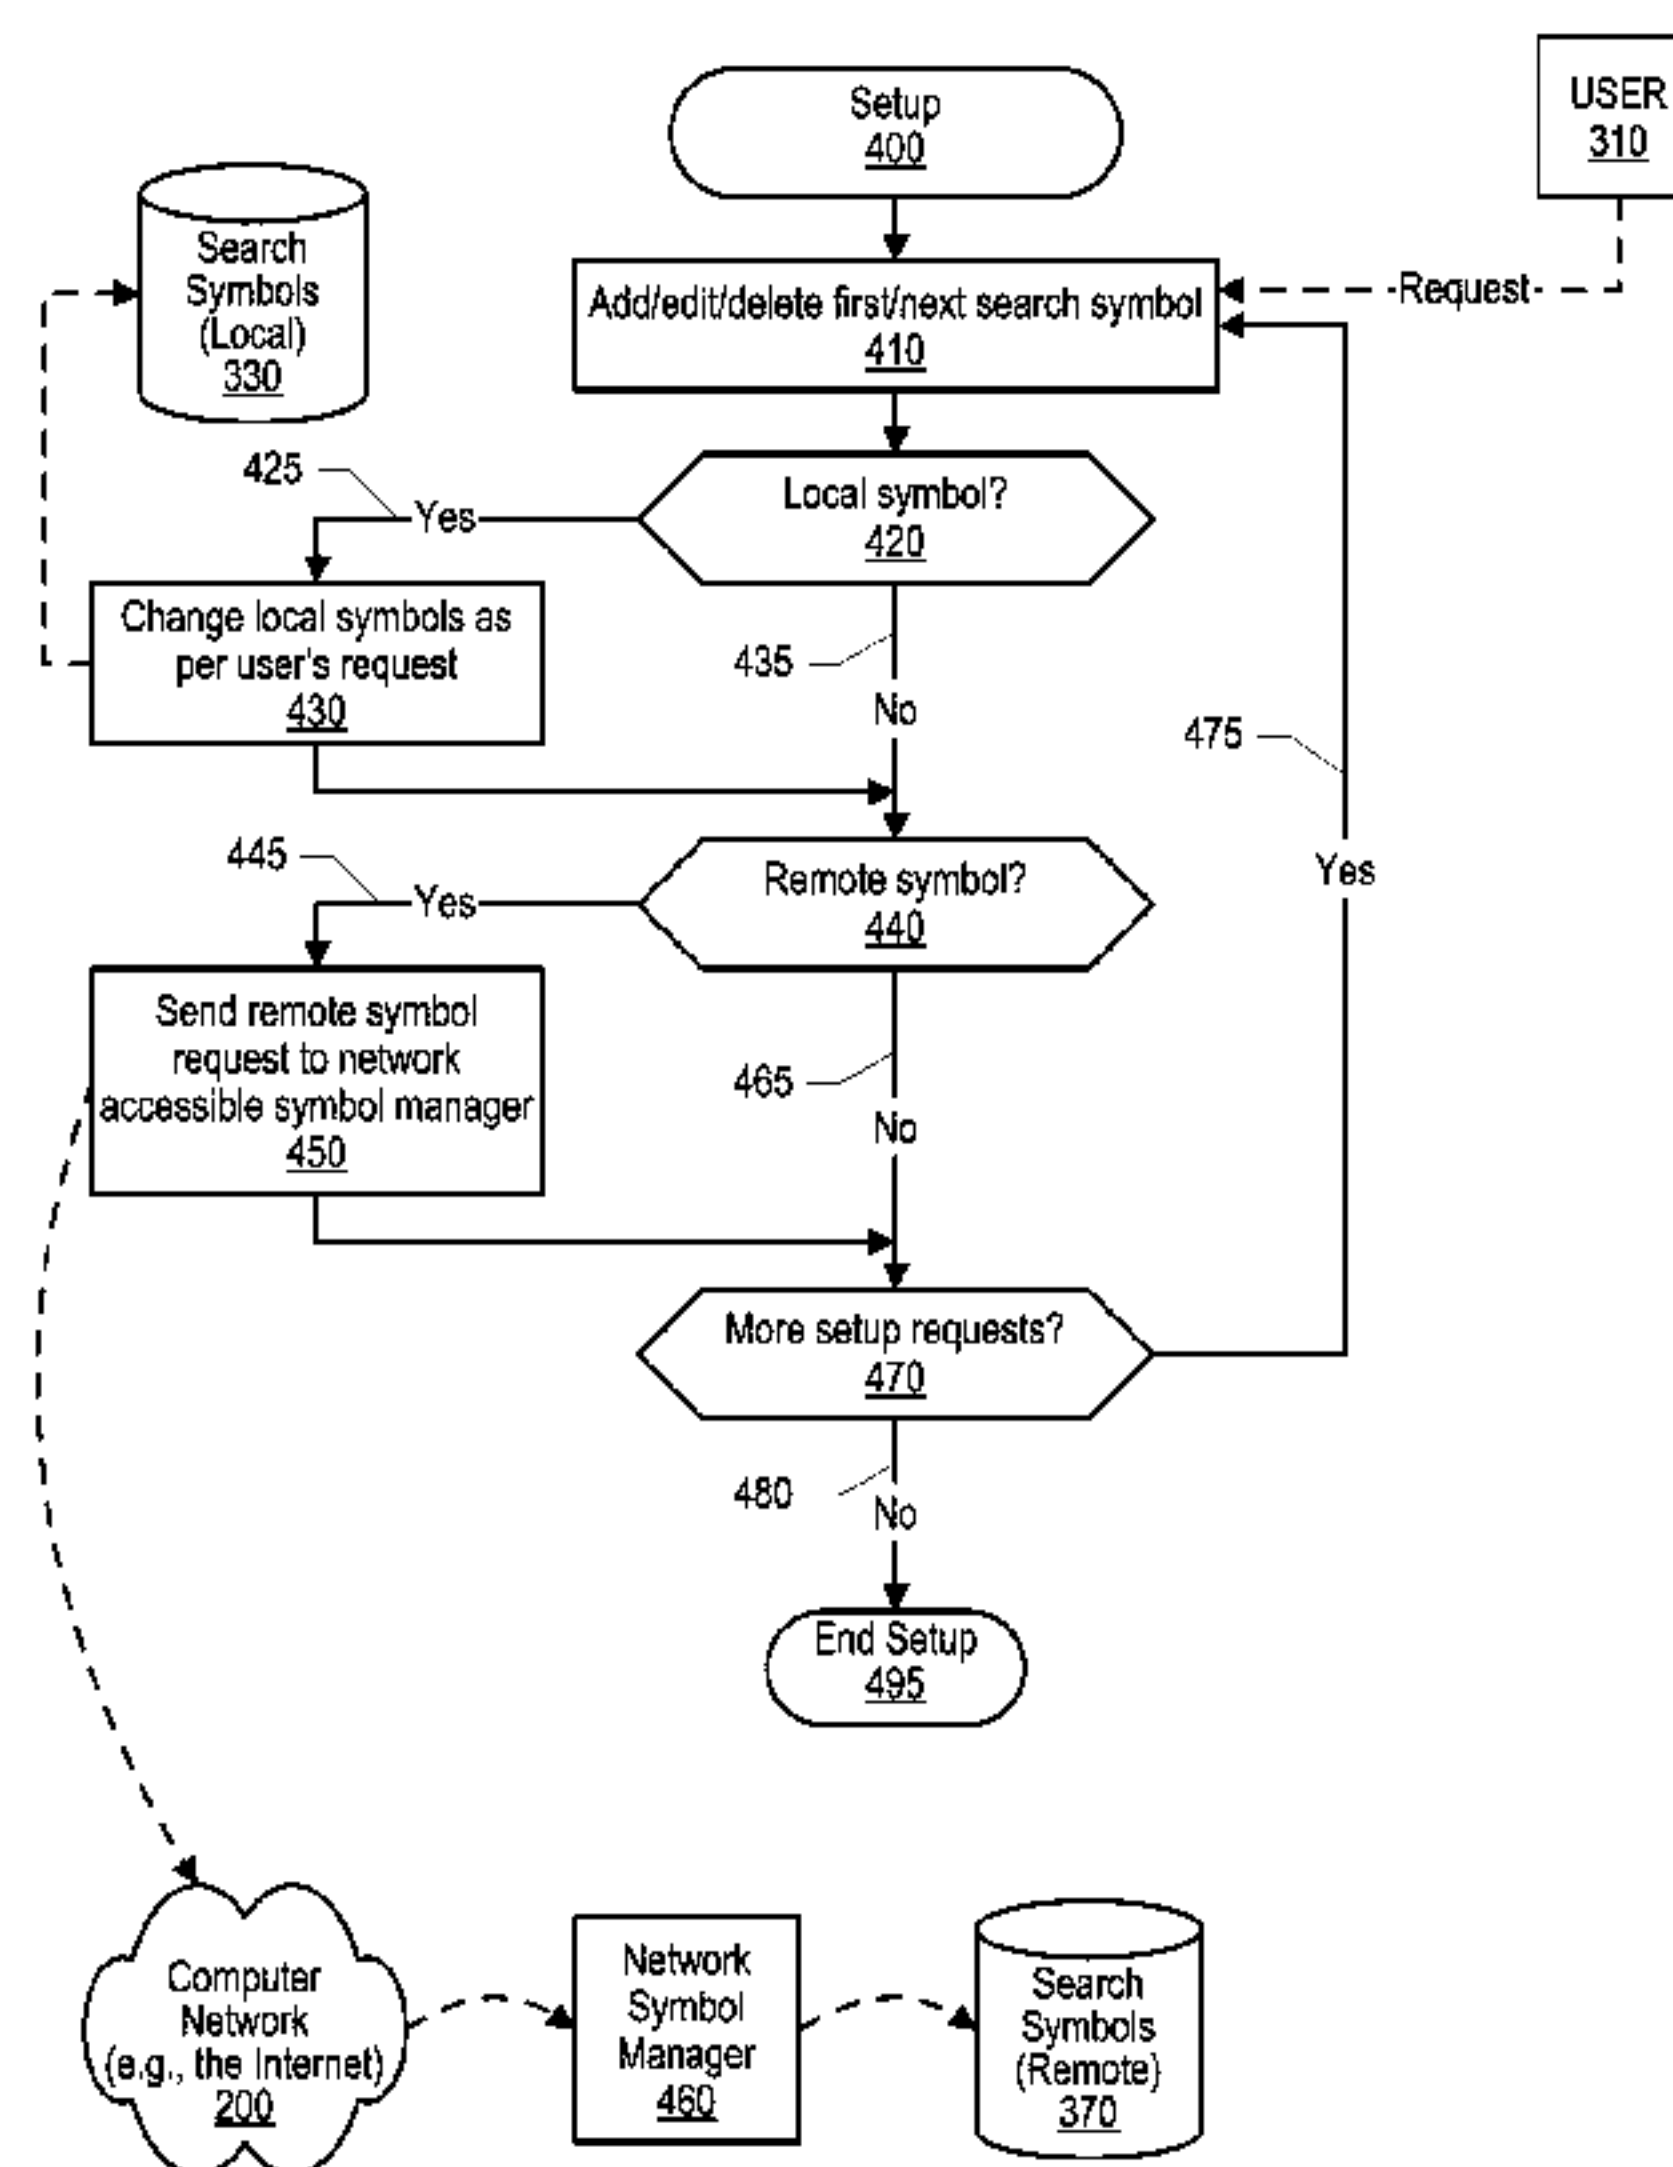 Setup
400
USER
310
Search
Symbols
(Local)
330
Add/edit/delete first/next search symbol
410
Request
425
Yes
Local symbol?
420
Change local symbols as
per user's request
430
435
No
475
Yes
445
Yes
Remote symbol?
440
Send remote symbol
request to network
accessible symbol manager
450
465
No
More setup requests?
470
480
No
End Setup
495
Computer
Network
(e.g., the Internet)
200
Network
Symbol
Manager
460
Search
Symbols
(Remote)
370